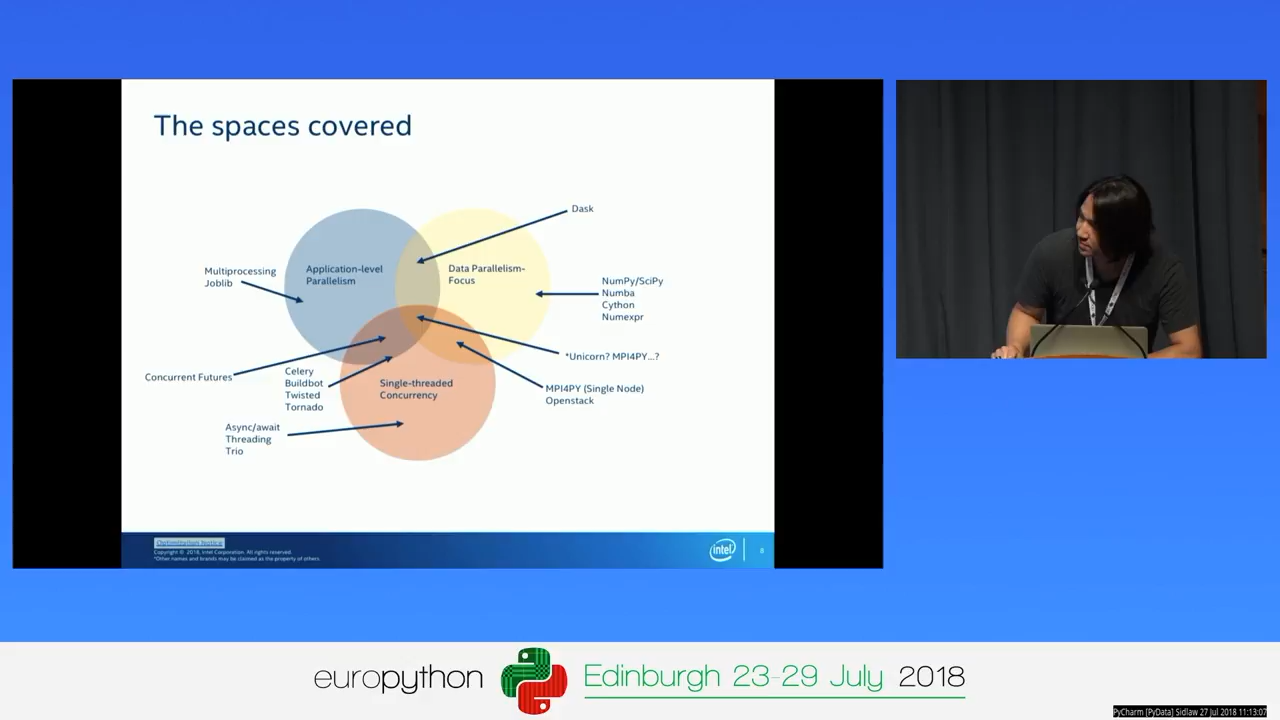 The spaces covered
Dask
Application-level
Parallelism
Data Parallelism-
Focus
Multiprocessing
Joblib
NumPy/SciPy
Numba
Cython
Numexpr
*Unicorn? MPI4PY...?
Concurrent Futures
Celery
Buildbot
Twisted
Tornado
Single-threaded
Concurrency
MPI4PY (Single Node)
Openstack
Async/await
Threading
Trio
Optimization Notice
Copyright © 2018, Intel Corporation. All rights reserved.
*Other names and brands may be claimed as the property of others.
intel
8
europython
Edinburgh 23-29 July 2018
PyCharm [PyData] Sidlaw 27 Jul 2018 11:13:07